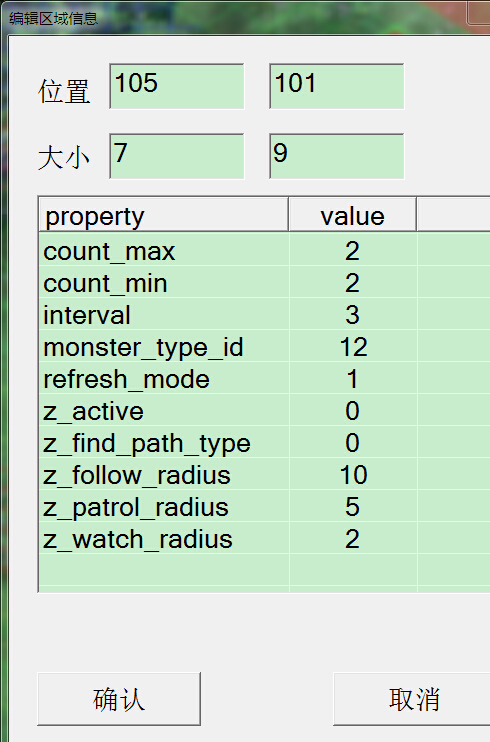 编辑区域信息
位置 105 101
大小 7 9
property value
count_max 2
count_min 2
interval 3
monster_type_id 12
refresh_mode 1
z_active 0
z_find_path_type 0
z_follow_radius 10
z_patrol_radius 5
z_watch_radius 2
确认 取消